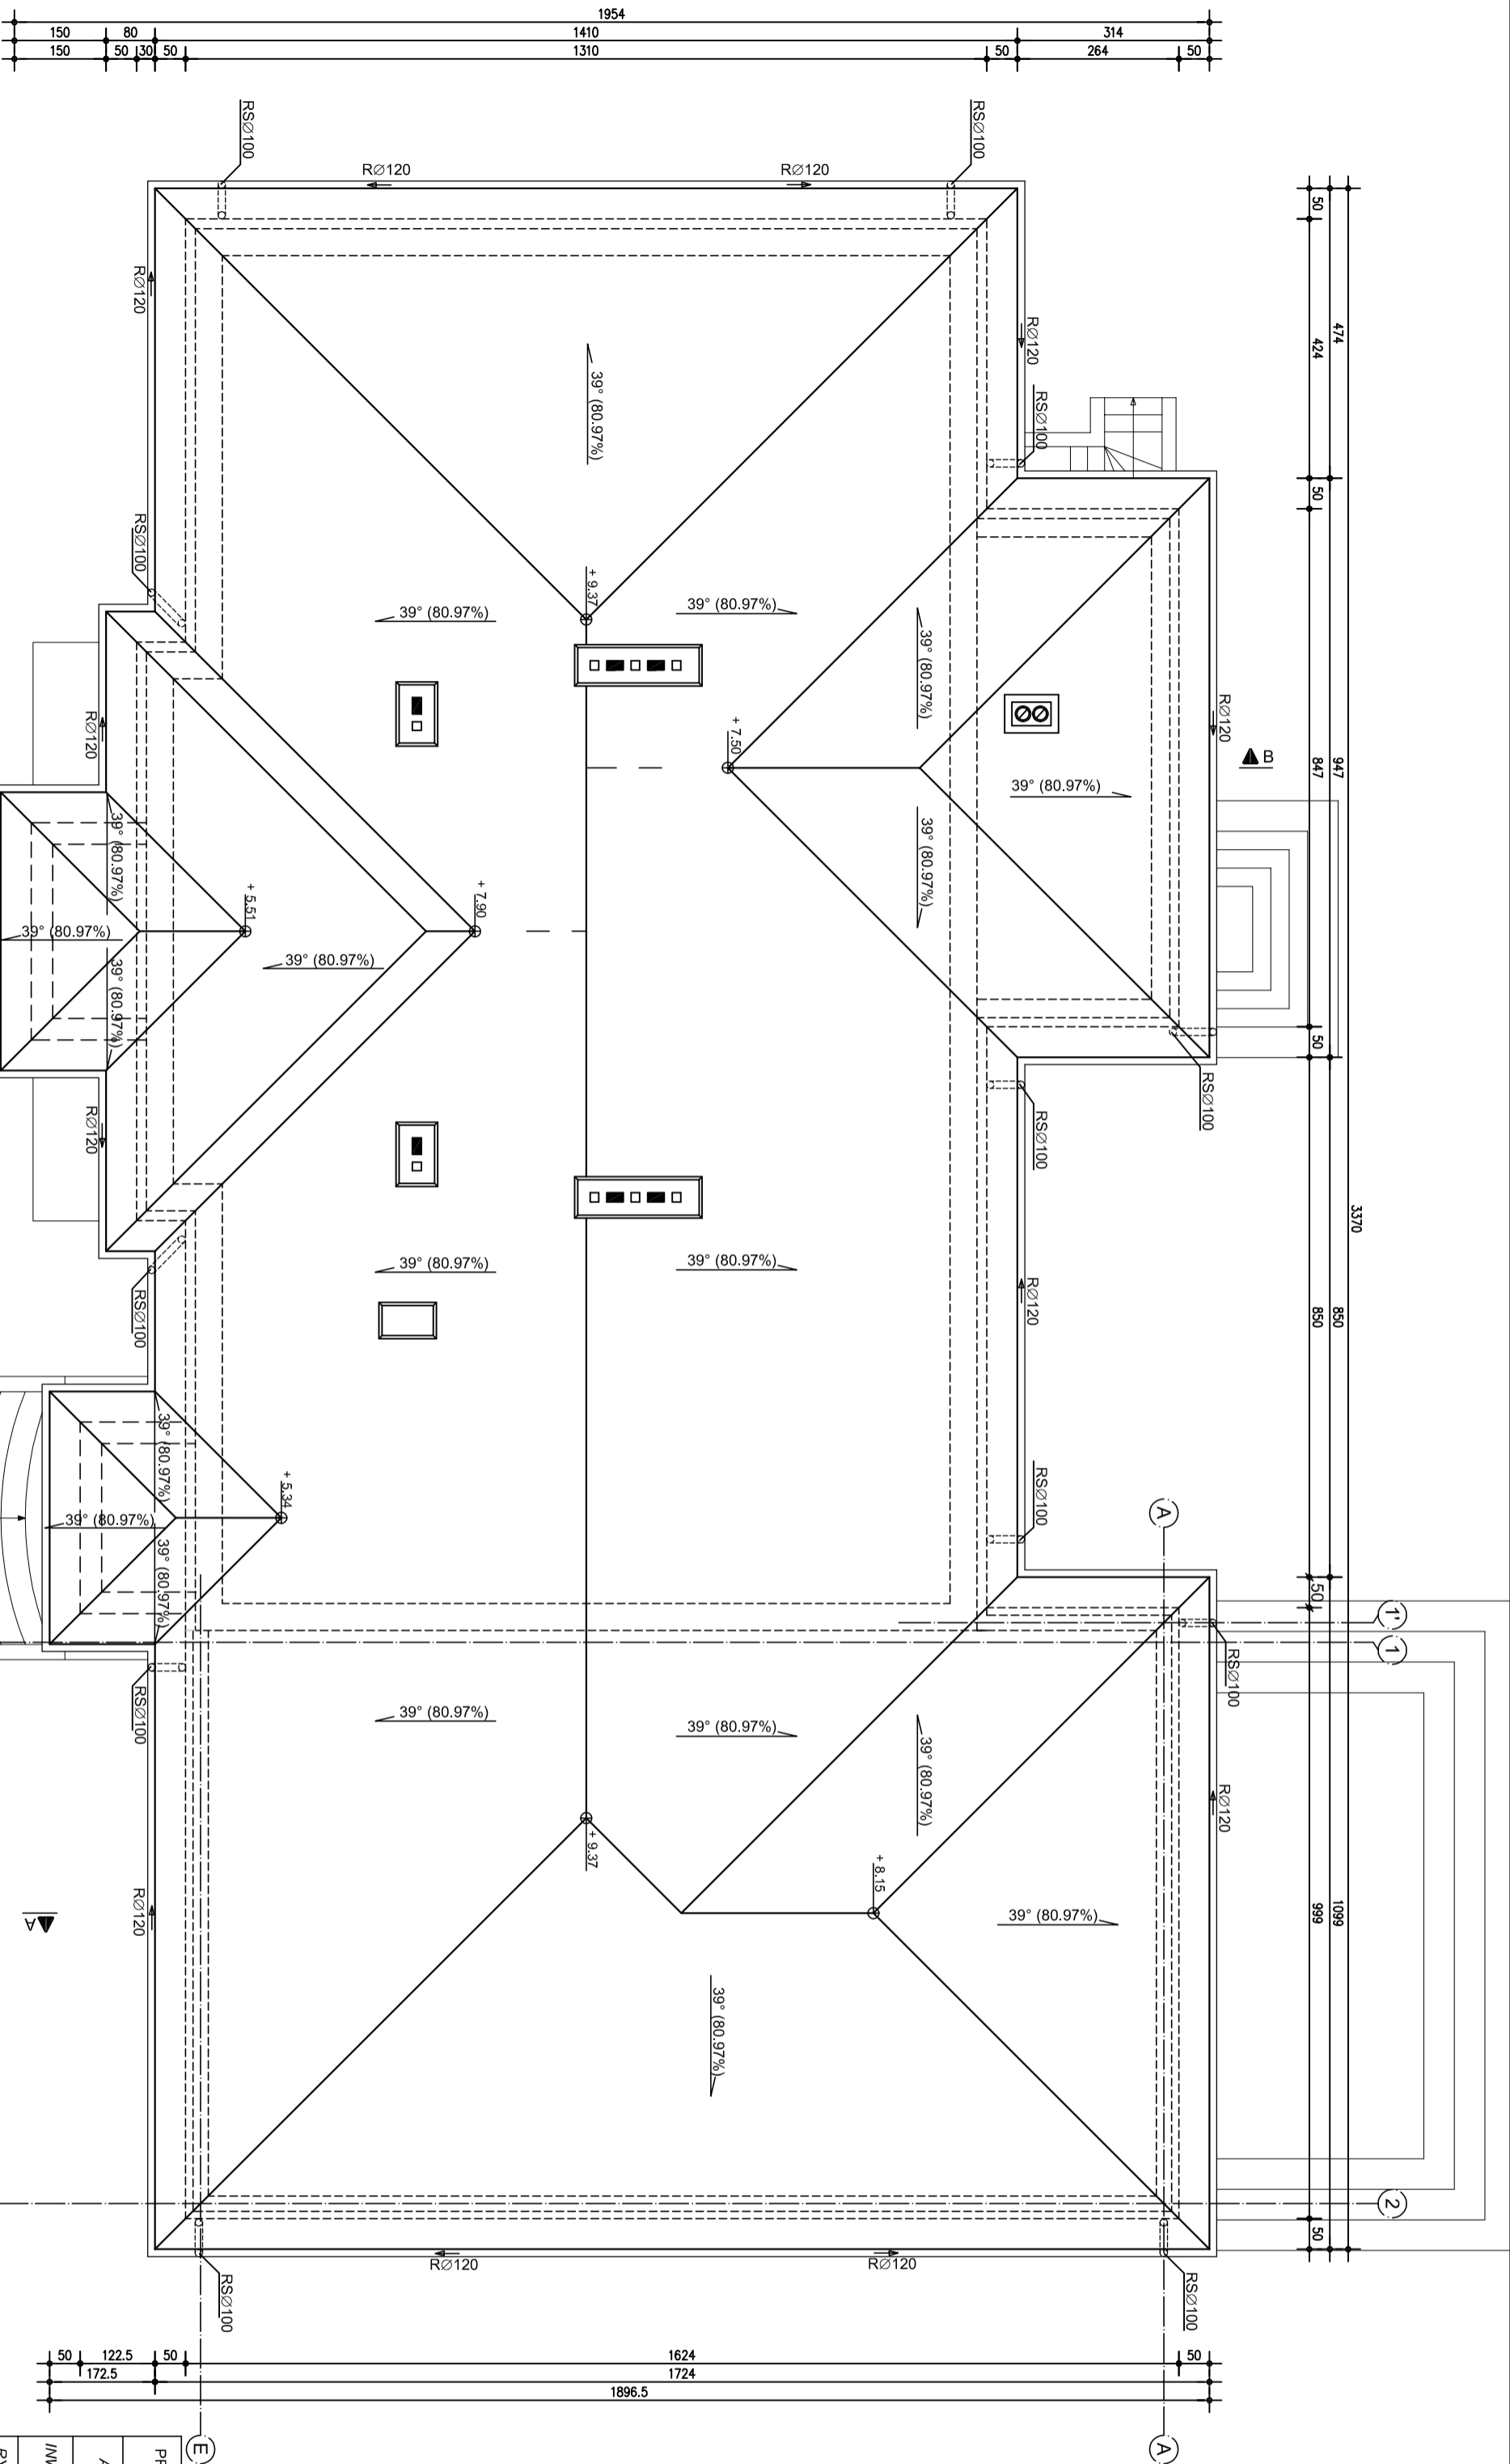 1954
150
80
1410
314
150
50
30
50
1310
50
264
50
RSØ100
RSØ100
RØ120
RØ120
50
474
424
RØ120
RØ120
39° (80.97%)
RSØ100
50
RSØ100
+ 9.37
39° (80.97%)
39° (80.97%)
39° (80.97%)
RØ120
+ 7.50
RØ120
B
847
947
39° (80.97%)
39° (80.97%)
39° (80.97%)
+ 5.51
+ 7.90
39° (80.97%)
39° (80.97%)
39° (80.97%)
50
RSØ100
RSØ100
RØ120
3370
39° (80.97%)
39° (80.97%)
RSØ100
RØ120
850
850
39° (80.97%)
+ 5.34
39° (80.97%)
39° (80.97%)
RSØ100
A
50
1'
1
RSØ100
RSØ100
39° (80.97%)
39° (80.97%)
39° (80.97%)
RØ120
+ 9.37
+ 8.15
A
RØ120
39° (80.97%)
999
1099
39° (80.97%)
2
50
RØ120
RØ120
RSØ100
RSØ100
50
122.5
50
1624
50
172.5
1724
1896.5
E
A